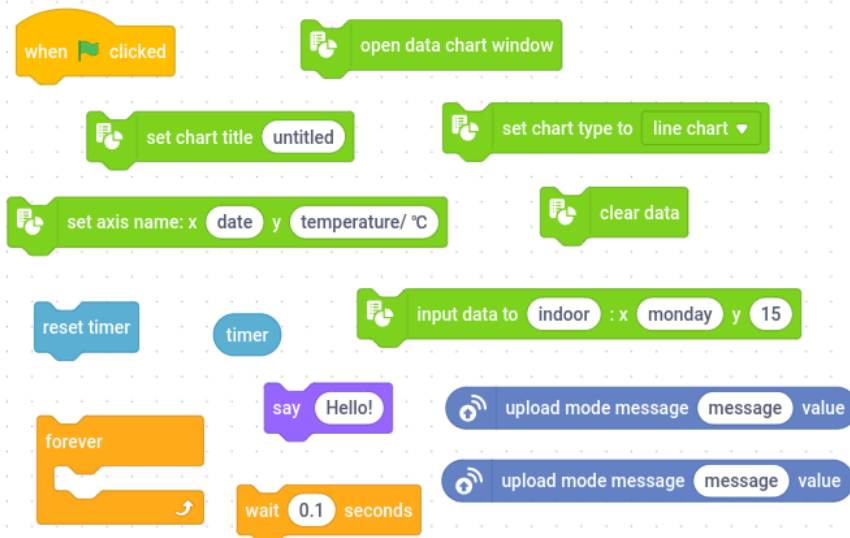 when clicked
open data chart window
set chart title untitled
set chart type to line chart
set axis name: x date y temperature/ ℃
clear data
reset timer
timer
input data to indoor : x monday y 15
say Hello!
upload mode message message value
forever
upload mode message message value
wait 0.1 seconds